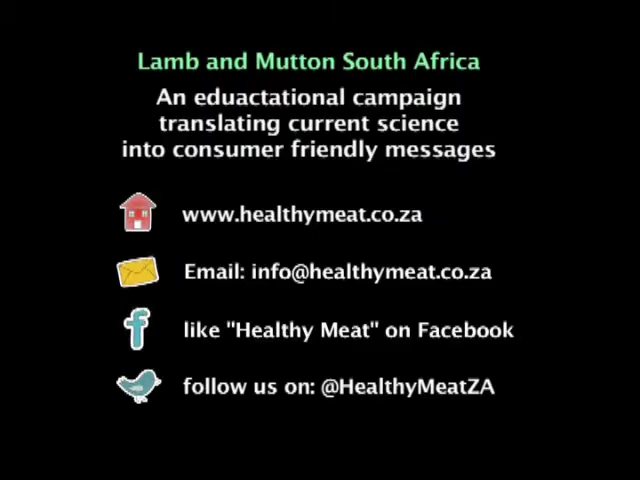 Lamb and Mutton South Africa
An eduactational campaign
translating current science
into consumer friendly messages
www.healthymeat.co.za
Email: info@healthymeat.co.za
like "Healthy Meat" on Facebook
follow us on: @HealthyMeatZA